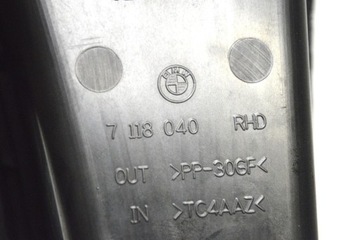 7 118 040 RHD
OUT >PP-30GF<
IN >TC4AAZ<